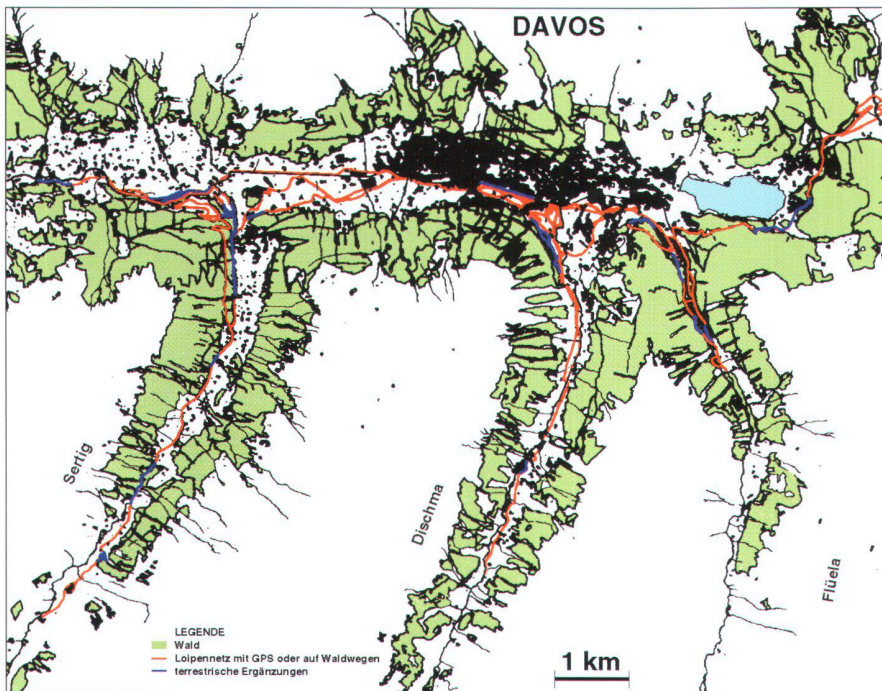 DAVOS
Sertig
Dischma
Flüela
LEGENDE
Wald
Loipennetz mit GPS oder auf Waldwegen
terrestrische Ergänzungen
1 km